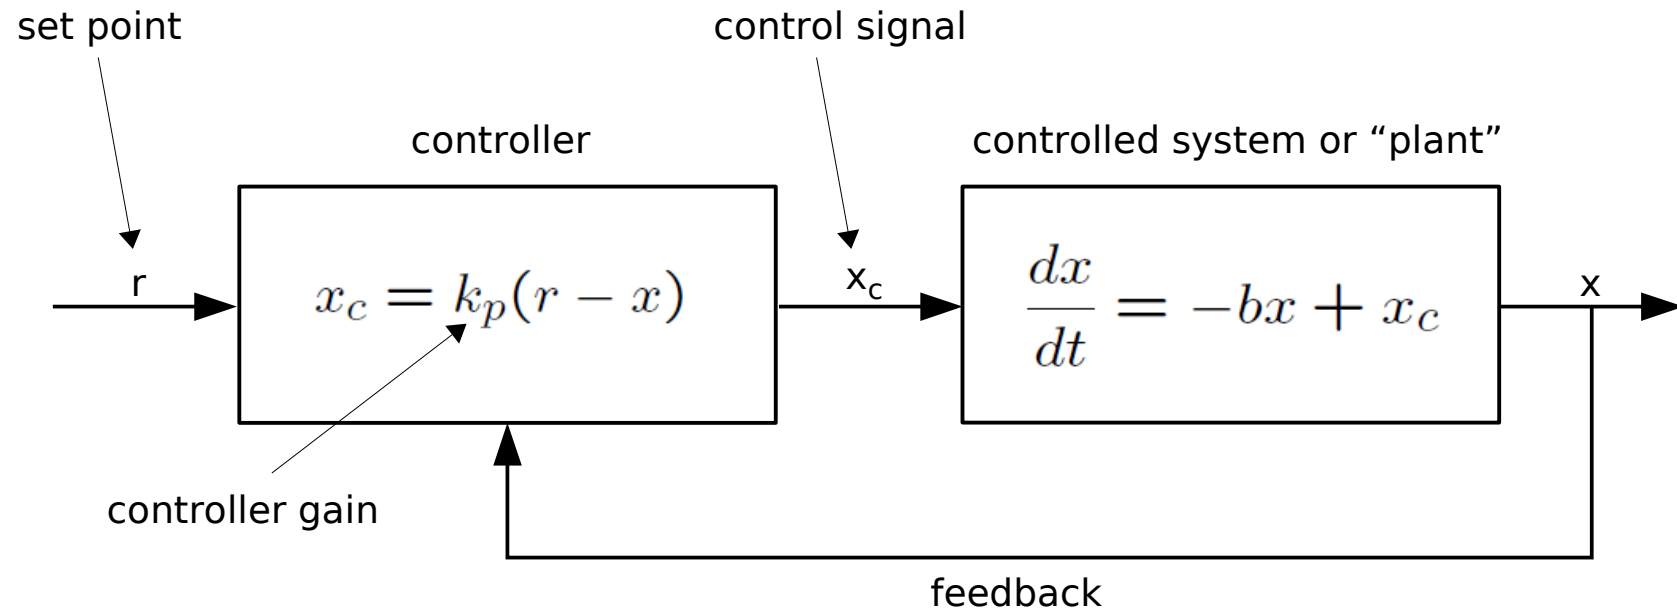 set point
control signal
controller
controlled system or “plant”
r
x_c = k_p(r − x)
x_c
dx/dt = −bx + x_c
x
controller gain
feedback